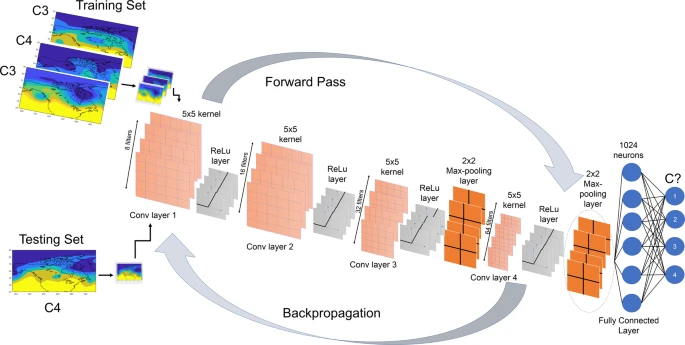 Training Set
C3
C4
C3
Forward Pass
5x5 kernel
8 filters
Conv layer 1
ReLu
layer
5x5
kernel
16 filters
Conv layer 2
ReLu
layer
5x5
kernel
32 filters
Conv layer 3
ReLu
layer
2x2
Max-pooling
layer
5x5
kernel
64 filters
Conv layer 4
ReLu
layer
2x2
Max-
pooling
layer
1024
neurons
C?
1
2
3
4
Fully Connected
Layer
Testing Set
C4
Backpropagation